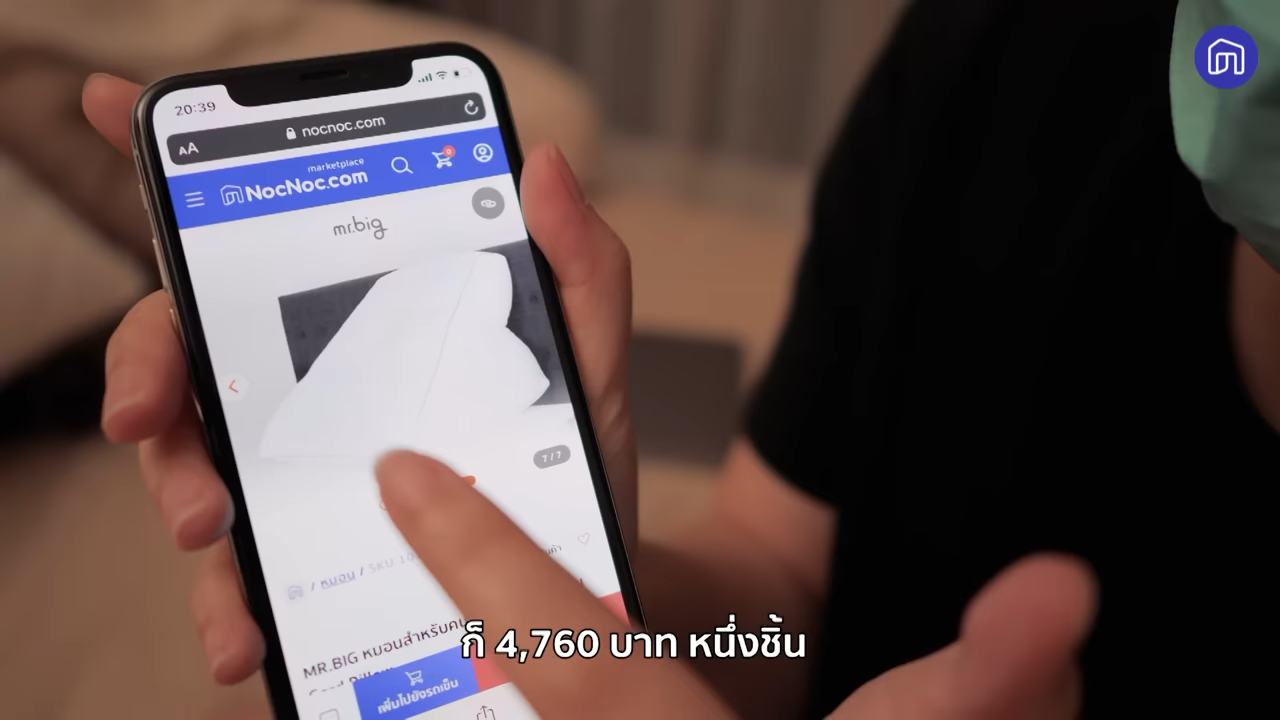 20:39
AA
nocnoc.com
marketplace
NocNoc.com
0
mr.big
7 / 7
/ หมอน / SKU
MR.BIG หมอนสำหรับ
เพิ่มไปยังรถเข็น
ก็ 4,760 บาท หนึ่งชิ้น